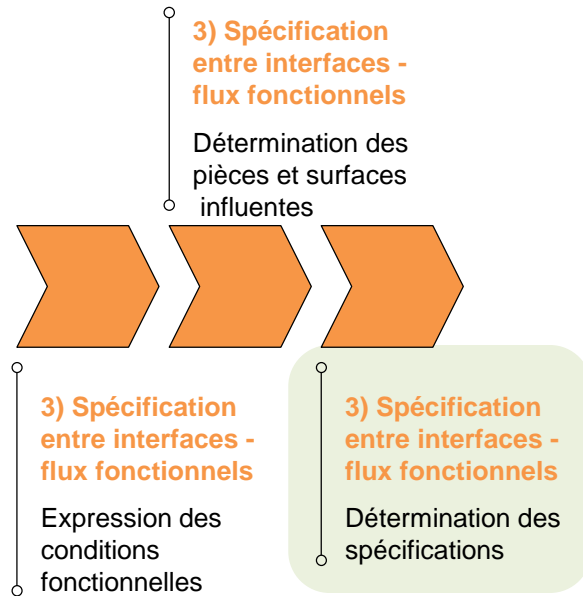 3) Spécification
entre interfaces -
flux fonctionnels
Détermination des
pièces et surfaces
influentes
3) Spécification
entre interfaces -
flux fonctionnels
Expression des
conditions
fonctionnelles
3) Spécification
entre interfaces -
flux fonctionnels
Détermination des
spécifications